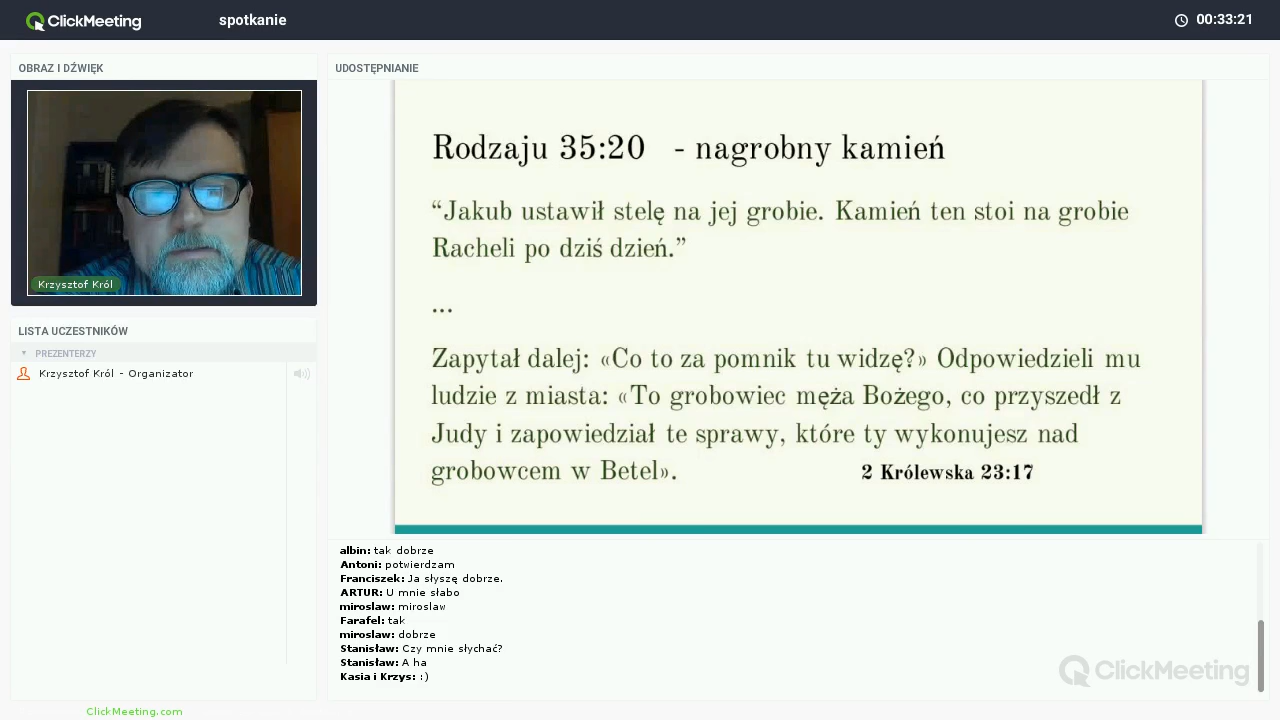 ClickMeeting
spotkanie
00:33:21
OBRAZ I DŹWIĘK
Krzysztof Król
LISTA UCZESTNIKÓW
PREZENTERZY
Krzysztof Król - Organizator
UDOSTĘPNIANIE
Rodzaju 35:20 - nagrobny kamień
“Jakub ustawił stelę na jej grobie. Kamień ten stoi na grobie
Racheli po dziś dzień.”
...
Zapytał dalej: «Co to za pomnik tu widzę?» Odpowiedzieli mu
ludzie z miasta: «To grobowiec męża Bożego, co przyszedł z
Judy i zapowiedział te sprawy, które ty wykonujesz nad
grobowcem w Betel».
2 Królewska 23:17
albin: tak dobrze
Antoni: potwierdzam
Franciszek: Ja słyszę dobrze.
ARTUR: U mnie słabo
miroslaw: miroslaw
Farafel: tak
miroslaw: dobrze
Stanisław: Czy mnie słychać?
Stanisław: A ha
Kasia i Krzys: :)
ClickMeeting
ClickMeeting.com